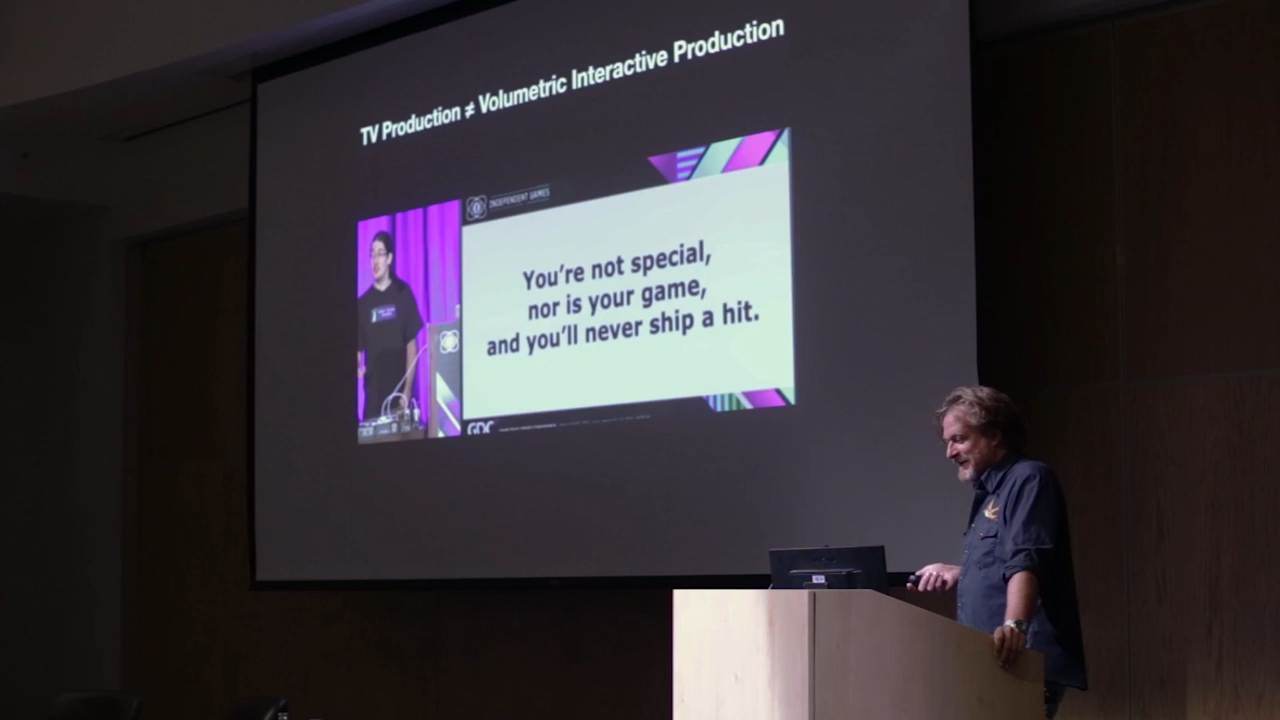 TV Production ≠ Volumetric Interactive Production
INDEPENDENT GAMES
You're not special,
nor is your game,
and you'll never ship a hit.
GDC